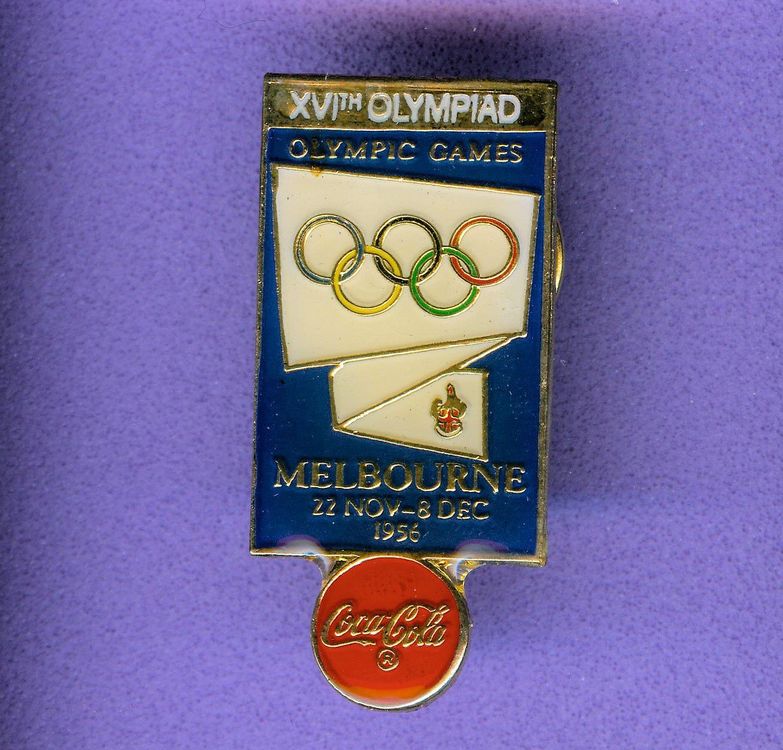 XVITH OLYMPIAD
OLYMPIC GAMES
MELBOURNE
22 NOV-8 DEC
1956
Coca-Cola
®